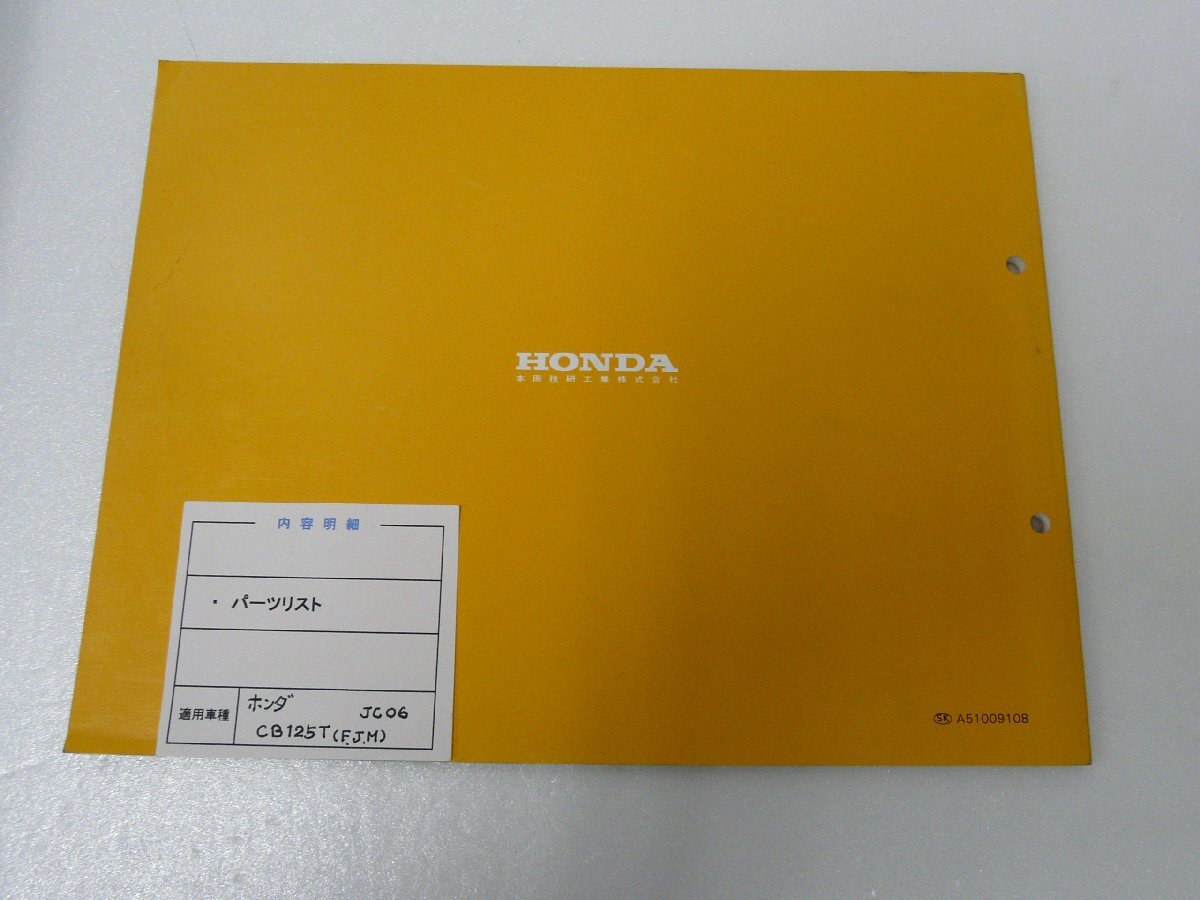 HONDA
本田技研工業株式会社
内容明細
・パーツリスト
適用車種
ホンダ JC06
CB125T(F.J.M)
SK A51009108